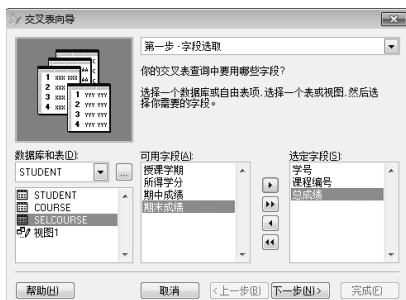 交叉表向导
第一步 - 字段选取
你的交叉表查询中要用哪些字段?
选择一个数据库或自由表项,选择一个表或视图,然后选
择你需要的字段。
数据库和表(D):
STUDENT
...
STUDENT
COURSE
SELCOURSE
视图1
可用字段(A):
授课学期
所得学分
期中成绩
期末成绩
选定字段(S):
学号
课程编号
总成绩
帮助(H)
取消
<上一步(B)
下一步(N)>
完成(F)